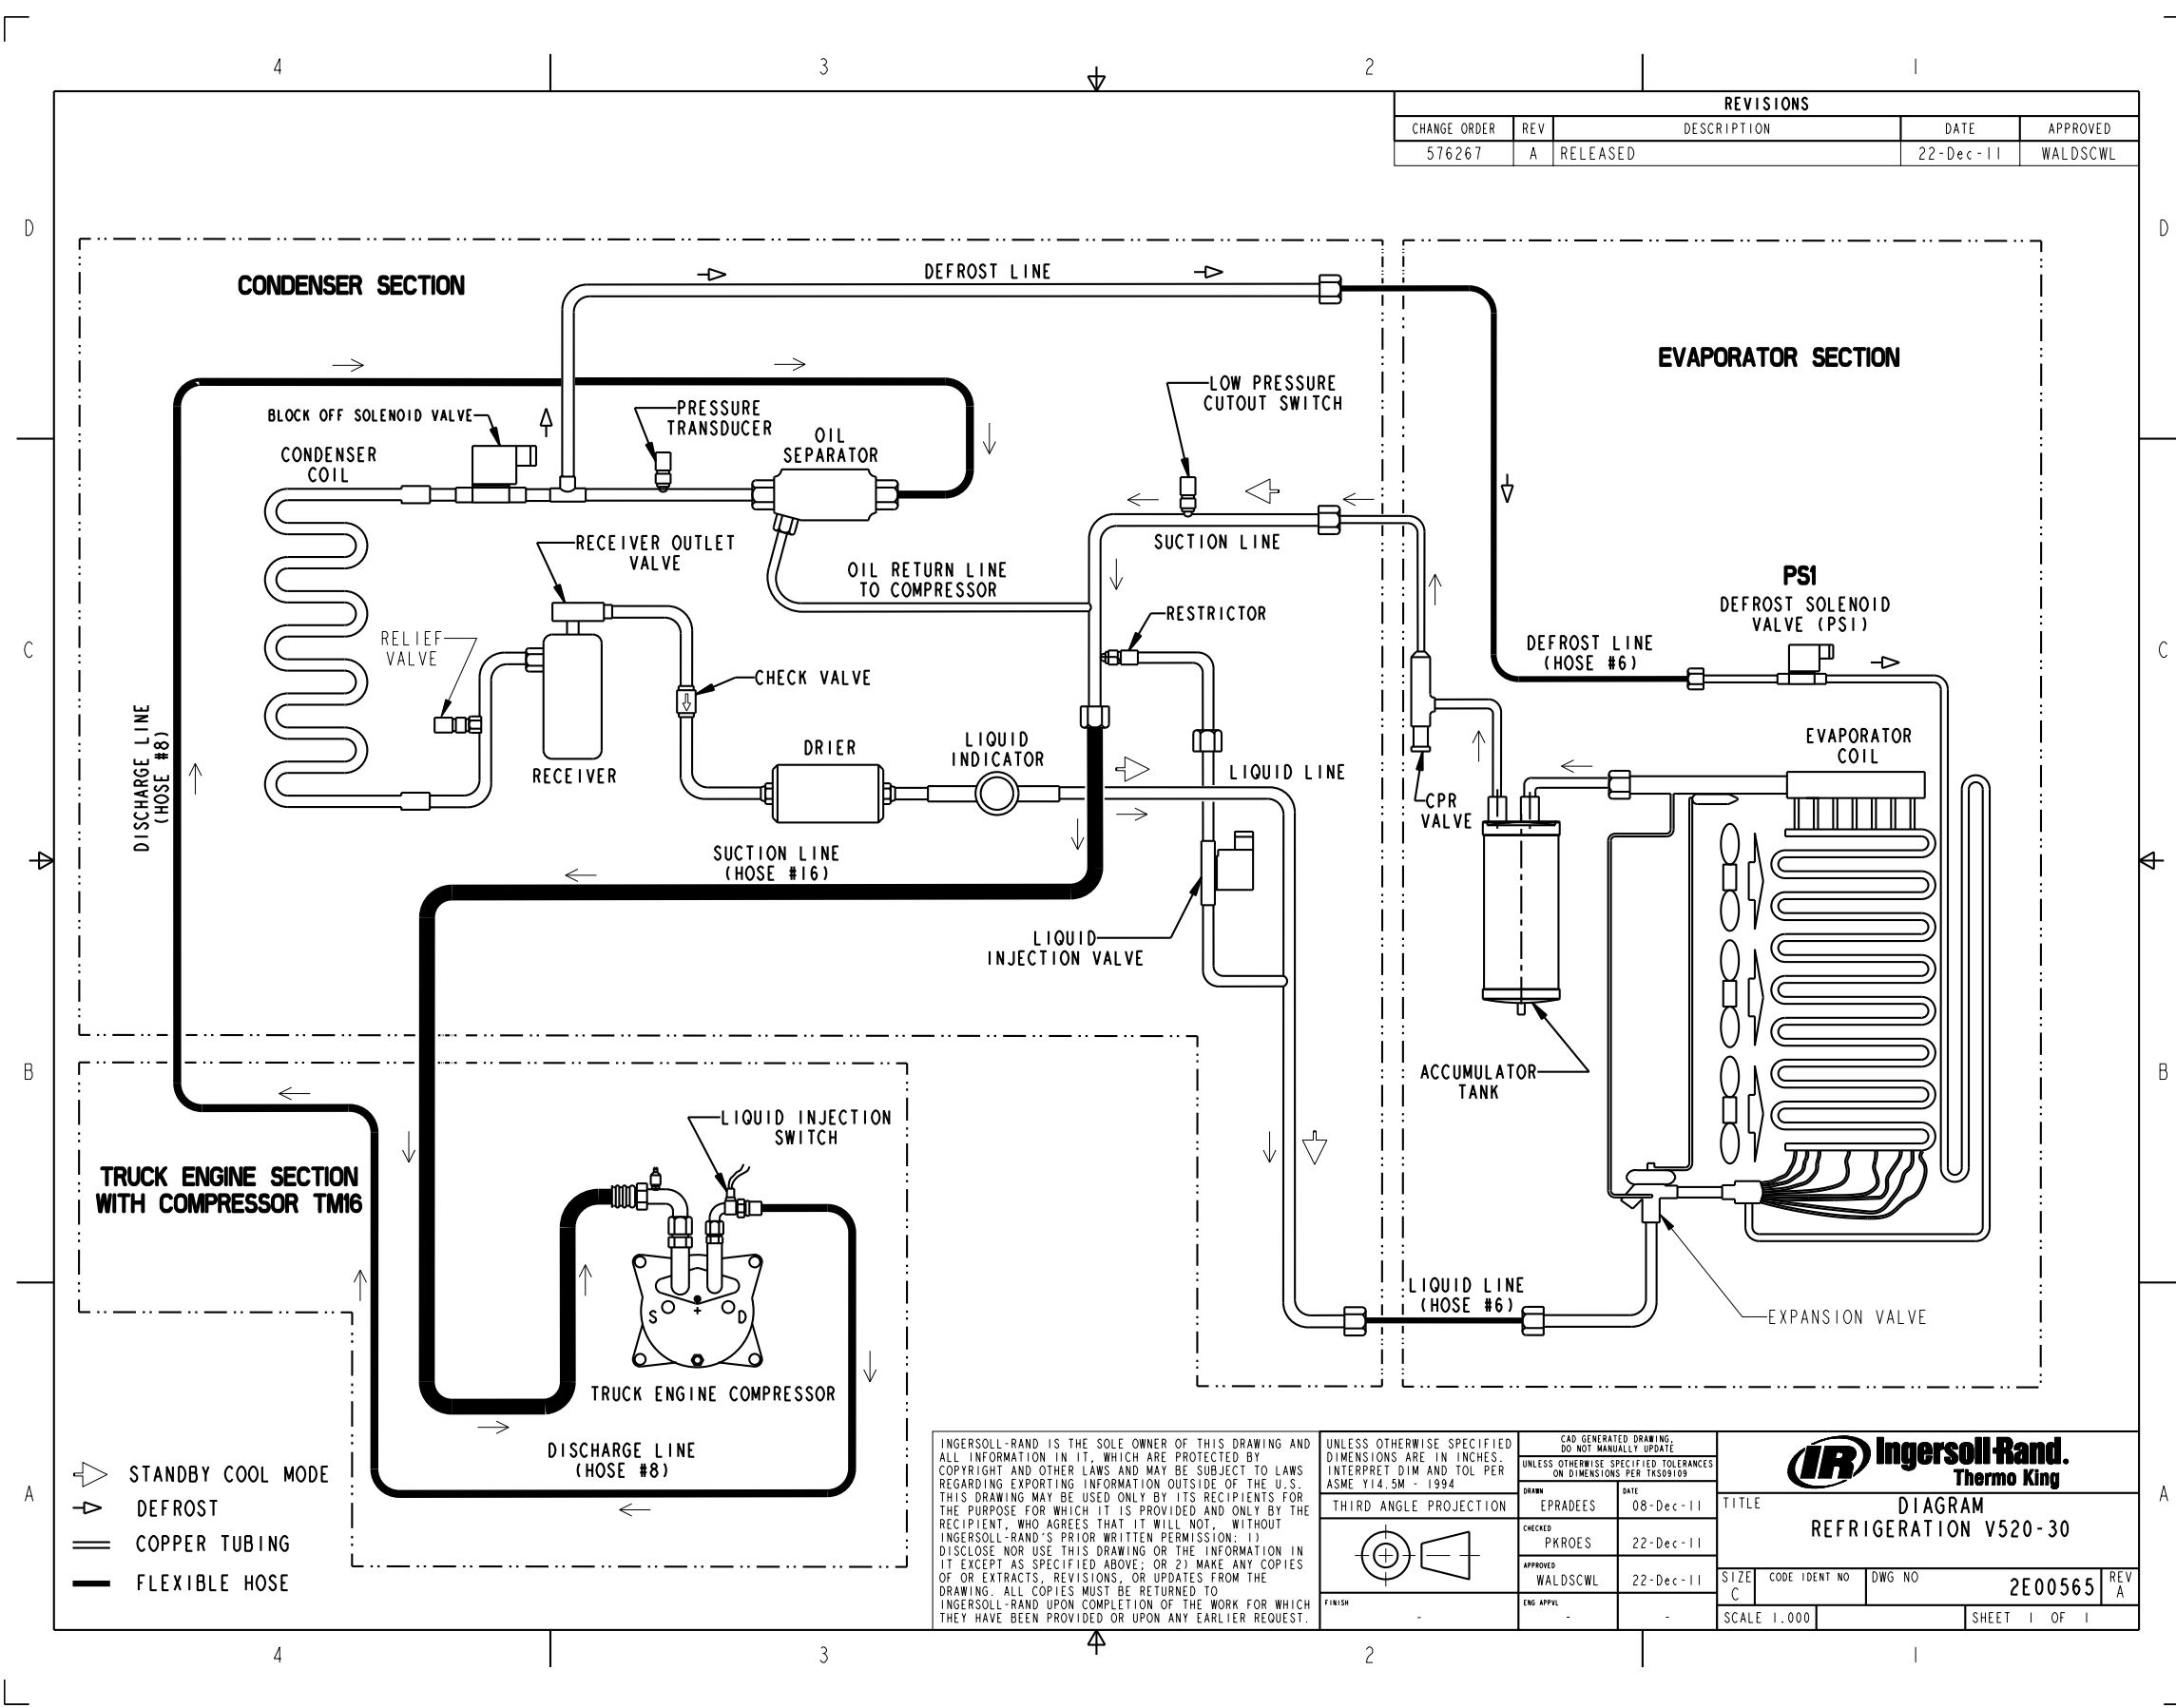 4
3
2
1
REVISIONS
CHANGE ORDER REV DESCRIPTION DATE APPROVED
576267 A RELEASED 22-Dec-11 WALDSCWL
D
D
CONDENSER SECTION
DEFROST LINE
EVAPORATOR SECTION
BLOCK OFF SOLENOID VALVE
PRESSURE
TRANSDUCER
LOW PRESSURE
CUTOUT SWITCH
CONDENSER
COIL
OIL
SEPARATOR
RECEIVER OUTLET
VALVE
SUCTION LINE
OIL RETURN LINE
TO COMPRESSOR
PS1
DEFROST SOLENOID
VALVE (PS1)
RESTRICTOR
RELIEF
VALVE
DEFROST LINE
(HOSE #6)
C
C
CHECK VALVE
DISCHARGE LINE
(HOSE #8)
RECEIVER
DRIER
LIQUID
INDICATOR
LIQUID LINE
EVAPORATOR
COIL
CPR
VALVE
SUCTION LINE
(HOSE #16)
LIQUID
INJECTION VALVE
ACCUMULATOR
TANK
B
B
LIQUID INJECTION
SWITCH
TRUCK ENGINE SECTION
WITH COMPRESSOR TM16
S
D
LIQUID LINE
(HOSE #6)
EXPANSION VALVE
TRUCK ENGINE COMPRESSOR
DISCHARGE LINE
(HOSE #8)
STANDBY COOL MODE
DEFROST
COPPER TUBING
FLEXIBLE HOSE
A
A
INGERSOLL-RAND IS THE SOLE OWNER OF THIS DRAWING AND
ALL INFORMATION IN IT, WHICH ARE PROTECTED BY
COPYRIGHT AND OTHER LAWS AND MAY BE SUBJECT TO LAWS
REGARDING EXPORTING INFORMATION OUTSIDE OF THE U.S.
THIS DRAWING MAY BE USED ONLY BY ITS RECIPIENTS FOR
THE PURPOSE FOR WHICH IT IS PROVIDED AND ONLY BY THE
RECIPIENT, WHO AGREES THAT IT WILL NOT, WITHOUT
INGERSOLL-RAND'S PRIOR WRITTEN PERMISSION: 1)
DISCLOSE NOR USE THIS DRAWING OR THE INFORMATION IN
IT EXCEPT AS SPECIFIED ABOVE; OR 2) MAKE ANY COPIES
OF OR EXTRACTS, REVISIONS, OR UPDATES FROM THE
DRAWING. ALL COPIES MUST BE RETURNED TO
INGERSOLL-RAND UPON COMPLETION OF THE WORK FOR WHICH
THEY HAVE BEEN PROVIDED OR UPON ANY EARLIER REQUEST.
UNLESS OTHERWISE SPECIFIED
DIMENSIONS ARE IN INCHES.
INTERPRET DIM AND TOL PER
ASME Y14.5M - 1994
THIRD ANGLE PROJECTION
FINISH
-
CAD GENERATED DRAWING,
DO NOT MANUALLY UPDATE
UNLESS OTHERWISE SPECIFIED TOLERANCES
ON DIMENSIONS PER TKS09109
DRAWN DATE
EPRADEES 08-Dec-11
CHECKED
PKROES 22-Dec-11
APPROVED
WALDSCWL 22-Dec-11
ENG APPVL
- -
IR Ingersoll Rand.
Thermo King
TITLE
DIAGRAM
REFRIGERATION V520-30
SIZE CODE IDENT NO DWG NO REV
C 2E00565 A
SCALE 1.000 SHEET 1 OF 1
4
3
2
1